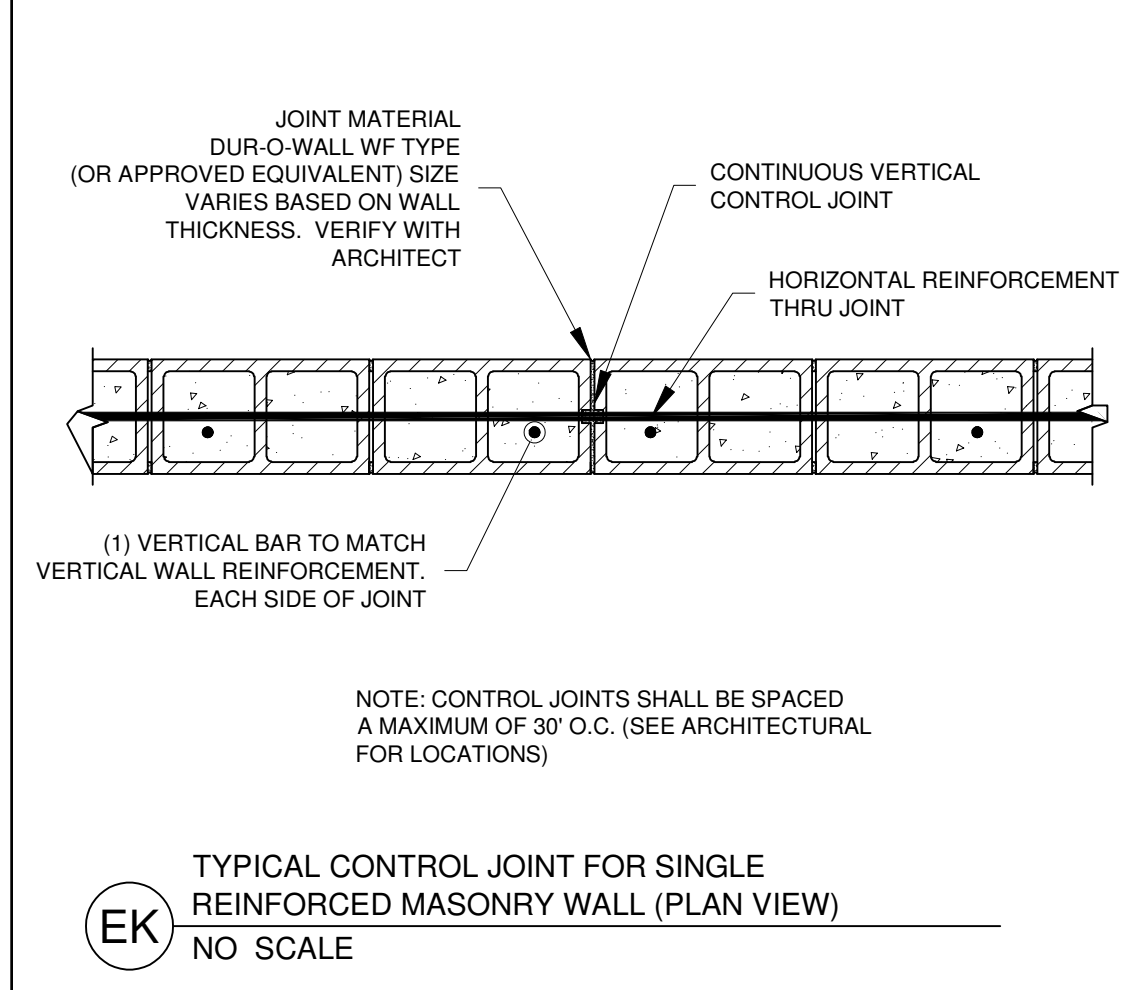 JOINT MATERIAL
DUR-O-WALL WF TYPE
(OR APPROVED EQUIVALENT) SIZE
VARIES BASED ON WALL
THICKNESS. VERIFY WITH
ARCHITECT
CONTINUOUS VERTICAL
CONTROL JOINT
HORIZONTAL REINFORCEMENT
THRU JOINT
(1) VERTICAL BAR TO MATCH
VERTICAL WALL REINFORCEMENT.
EACH SIDE OF JOINT
NOTE: CONTROL JOINTS SHALL BE SPACED
A MAXIMUM OF 30' O.C. (SEE ARCHITECTURAL
FOR LOCATIONS)
EK
TYPICAL CONTROL JOINT FOR SINGLE
REINFORCED MASONRY WALL (PLAN VIEW)
NO SCALE